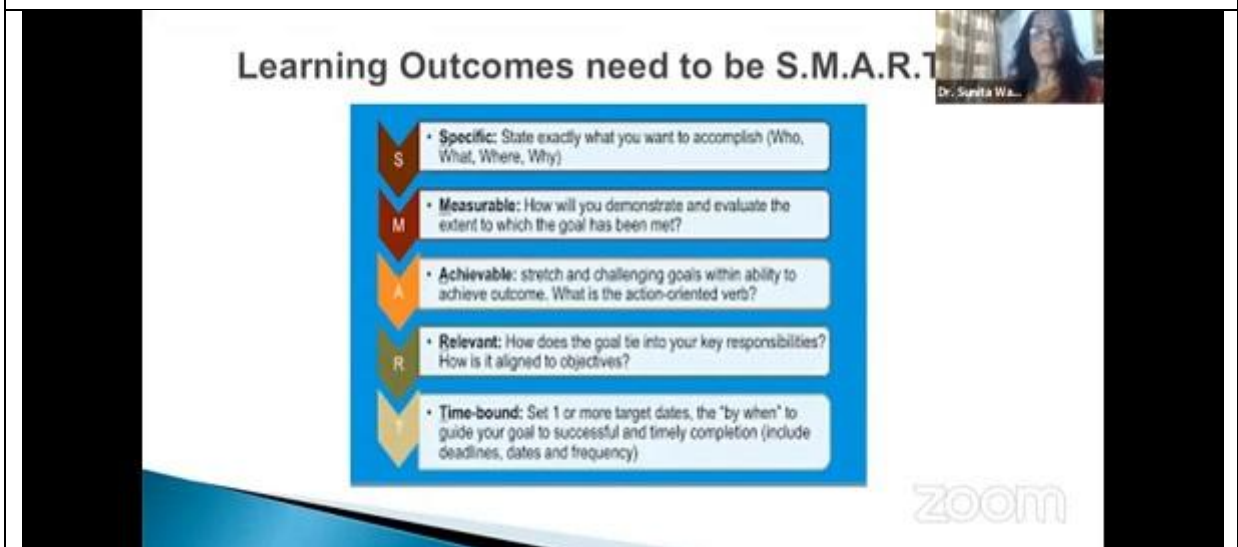 Learning Outcomes need to be S.M.A.R.T
Dr. Sunita Wa...
S
• Specific: State exactly what you want to accomplish (Who,
What, Where, Why)
M
• Measurable: How will you demonstrate and evaluate the
extent to which the goal has been met?
A
• Achievable: stretch and challenging goals within ability to
achieve outcome. What is the action-oriented verb?
R
• Relevant: How does the goal tie into your key responsibilities?
How is it aligned to objectives?
T
• Time-bound: Set 1 or more target dates, the "by when" to
guide your goal to successful and timely completion (include
deadlines, dates and frequency)
zoom